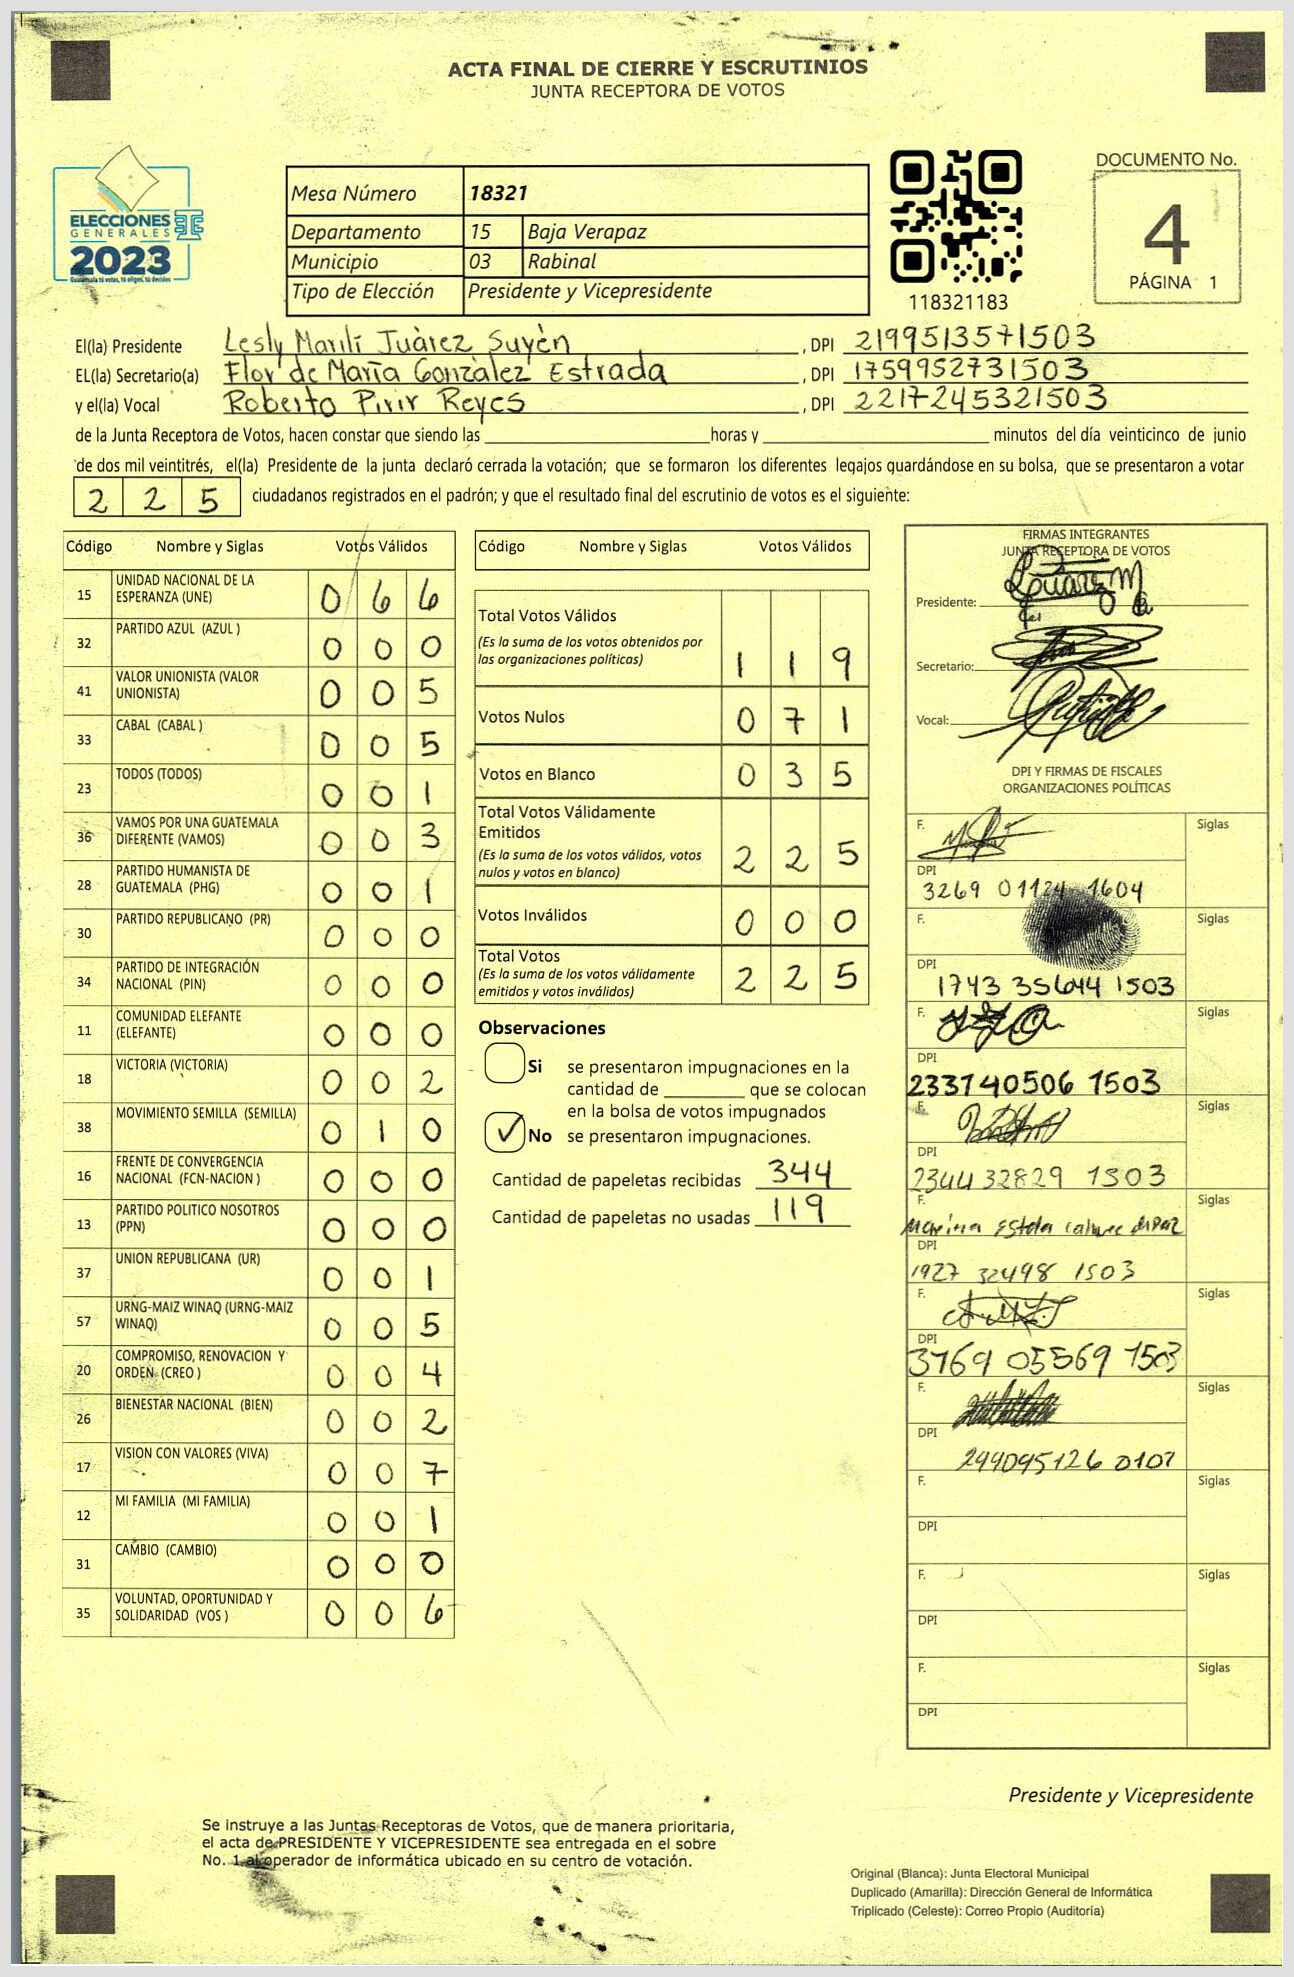 ACTA FINAL DE CIERRE Y ESCRUTINIOS
JUNTA RECEPTORA DE VOTOS
ELECCIONES
GENERALES
2023
Guatemala tú votas, tú eliges, tú decides
Mesa Número 18321
Departamento 15 Baja Verapaz
Municipio 03 Rabinal
Tipo de Elección Presidente y Vicepresidente
118321183
DOCUMENTO No.
4
PÁGINA 1
El(la) Presidente Lesly Marilí Juàrez Suyèn , DPI 2199513571503
EL(la) Secretario(a) Flor de María Gonzàlez Estrada , DPI 1759952731503
y el(la) Vocal Roberto Pirir Reyes , DPI 2217245321503
de la Junta Receptora de Votos, hacen constar que siendo las horas y minutos del día veinticinco de junio
de dos mil veintitrés, el(la) Presidente de la junta declaró cerrada la votación; que se formaron los diferentes legajos guardándose en su bolsa, que se presentaron a votar
2 2 5 ciudadanos registrados en el padrón; y que el resultado final del escrutinio de votos es el siguiente:
Código Nombre y Siglas Votos Válidos
15 UNIDAD NACIONAL DE LA ESPERANZA (UNE) 0 6 6
32 PARTIDO AZUL (AZUL ) 0 0 0
41 VALOR UNIONISTA (VALOR UNIONISTA) 0 0 5
33 CABAL (CABAL ) 0 0 5
23 TODOS (TODOS) 0 0 1
36 VAMOS POR UNA GUATEMALA DIFERENTE (VAMOS) 0 0 3
28 PARTIDO HUMANISTA DE GUATEMALA (PHG) 0 0 1
30 PARTIDO REPUBLICANO (PR) 0 0 0
34 PARTIDO DE INTEGRACIÓN NACIONAL (PIN) 0 0 0
11 COMUNIDAD ELEFANTE (ELEFANTE) 0 0 0
18 VICTORIA (VICTORIA) 0 0 2
38 MOVIMIENTO SEMILLA (SEMILLA) 0 1 0
16 FRENTE DE CONVERGENCIA NACIONAL (FCN-NACION ) 0 0 0
13 PARTIDO POLITICO NOSOTROS (PPN) 0 0 0
37 UNION REPUBLICANA (UR) 0 0 1
57 URNG-MAIZ WINAQ (URNG-MAIZ WINAQ) 0 0 5
20 COMPROMISO, RENOVACION Y ORDEN (CREO ) 0 0 4
26 BIENESTAR NACIONAL (BIEN) 0 0 2
17 VISION CON VALORES (VIVA) 0 0 7
12 MI FAMILIA (MI FAMILIA) 0 0 1
31 CAMBIO (CAMBIO) 0 0 0
35 VOLUNTAD, OPORTUNIDAD Y SOLIDARIDAD (VOS ) 0 0 6
Código Nombre y Siglas Votos Válidos
Total Votos Válidos
(Es la suma de los votos obtenidos por
las organizaciones políticas) 1 1 9
Votos Nulos 0 7 1
Votos en Blanco 0 3 5
Total Votos Válidamente
Emitidos
(Es la suma de los votos válidos, votos
nulos y votos en blanco) 2 2 5
Votos Inválidos 0 0 0
Total Votos
(Es la suma de los votos válidamente
emitidos y votos inválidos) 2 2 5
Observaciones
Si se presentaron impugnaciones en la
cantidad de que se colocan
en la bolsa de votos impugnados
No se presentaron impugnaciones.
Cantidad de papeletas recibidas 344
Cantidad de papeletas no usadas 119
FIRMAS INTEGRANTES
JUNTA RECEPTORA DE VOTOS
Presidente:
Secretario:
Vocal:
DPI Y FIRMAS DE FISCALES
ORGANIZACIONES POLÍTICAS
F. Siglas
DPI
3269 01124 1604
F. Siglas
DPI
1743 35644 1503
F. Siglas
DPI
2337 40506 1503
F. Siglas
DPI
2344 32829 1503
F. Siglas
DPI
1927 32498 1503
F. Siglas
DPI
3769 05569 1503
F. Siglas
DPI
299095126 0101
F. Siglas
DPI
F. Siglas
DPI
F. Siglas
DPI
Presidente y Vicepresidente
Se instruye a las Juntas Receptoras de Votos, que de manera prioritaria,
el acta de PRESIDENTE Y VICEPRESIDENTE sea entregada en el sobre
No. 1 al operador de informática ubicado en su centro de votación.
Original (Blanca): Junta Electoral Municipal
Duplicado (Amarilla): Dirección General de Informática
Triplicado (Celeste): Correo Propio (Auditoría)